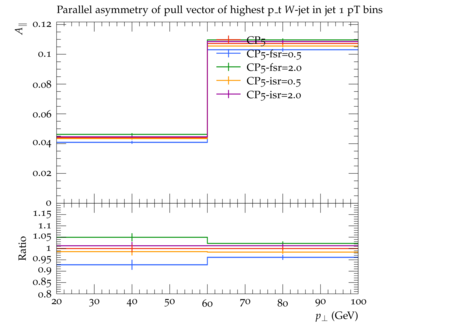 Parallel asymmetry of pull vector of highest p_t W-jet in jet 1 pT bins
A∥
0.12
0.1
0.08
0.06
0.04
0.02
0
CP5
CP5-fsr=0.5
CP5-fsr=2.0
CP5-isr=0.5
CP5-isr=2.0
Ratio
1.15
1.1
1.05
1
0.95
0.9
0.85
0.8
20 30 40 50 60 70 80 90 100
p⊥ (GeV)